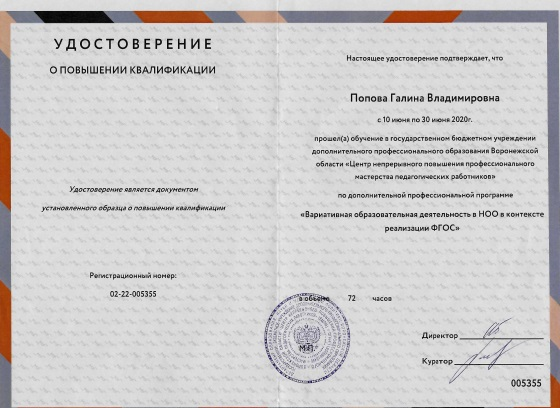 УДОСТОВЕРЕНИЕ
О ПОВЫШЕНИИ КВАЛИФИКАЦИИ
Удостоверение является документом
установленного образца о повышении квалификации
Регистрационный номер:
02-22-005355
Настоящее удостоверение подтверждает, что
Попова Галина Владимировна
с 10 июня по 30 июня 2020г.
прошел(а) обучение в государственном бюджетном учреждении
дополнительного профессионального образования Воронежской
области «Центр непрерывного повышения профессионального
мастерства педагогических работников»
по дополнительной профессиональной программе
«Вариативная образовательная деятельность в НОО в контексте
реализации ФГОС»
в объеме 72 часов
М.П.
Директор
Куратор
005355